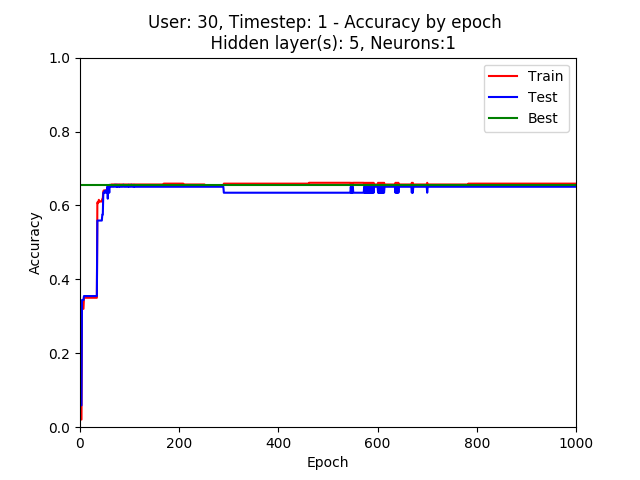 User: 30, Timestep: 1 - Accuracy by epoch
Hidden layer(s): 5, Neurons:1
1.0
0.8
0.6
0.4
0.2
0.0
Accuracy
Train
Test
Best
0 200 400 600 800 1000
Epoch